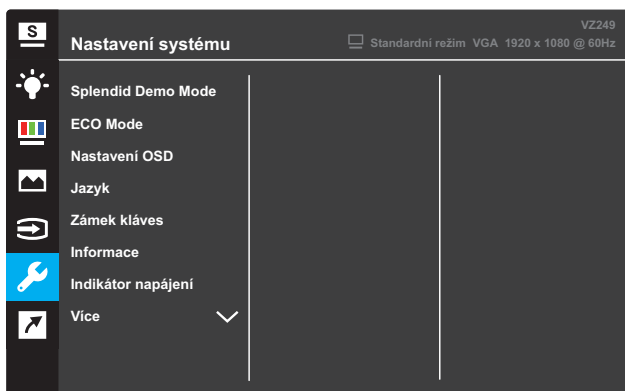 S
VZ249
Nastavení systému
Standardní režim VGA 1920 x 1080 @ 60Hz
Splendid Demo Mode
ECO Mode
Nastavení OSD
Jazyk
Zámek kláves
Informace
Indikátor napájení
Více